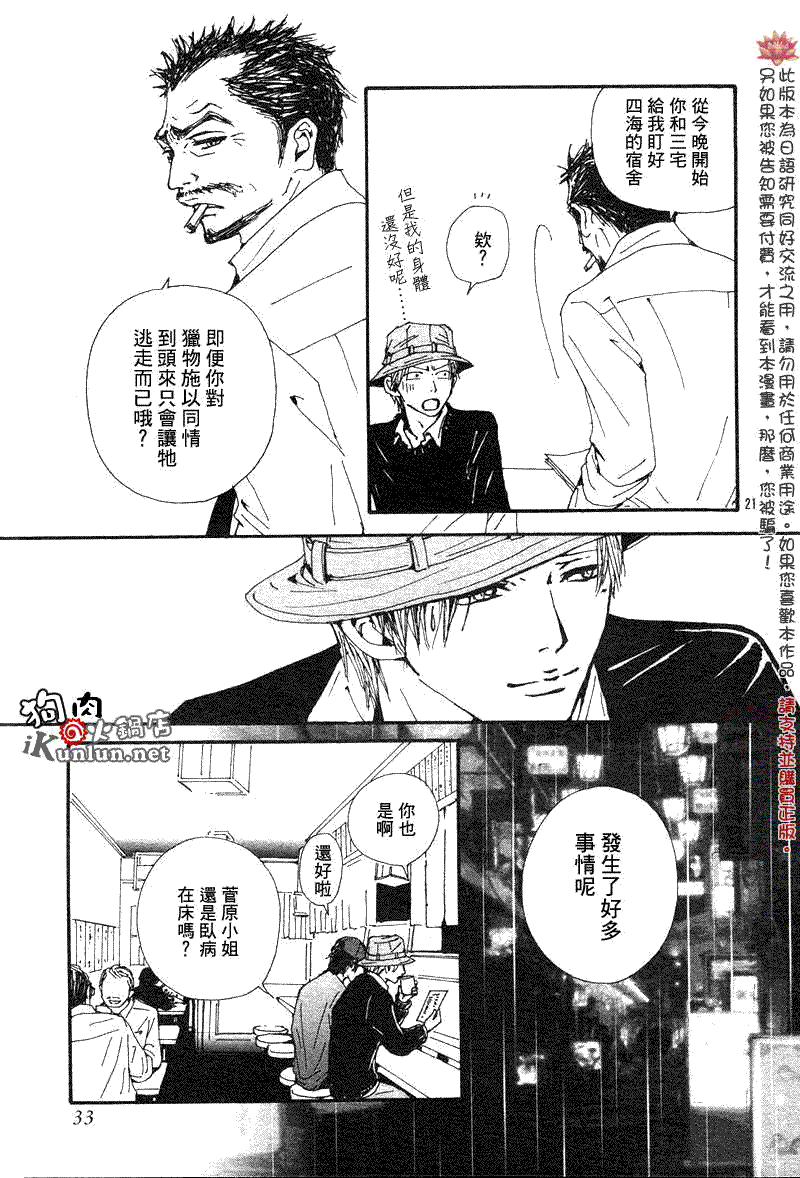 從今晚開始
你和三宅
給我盯好
四海的宿舍
欸?
但是我的身體
還沒好呢……
即便你對
獵物施以同情
到頭來只會讓牠
逃走而已哦?
21
發生了好多
事情呢
你也
是啊
還好啦
菅原小姐
還是臥病
在床嗎?
33
狗肉
火鍋店
iKunlun.net
此版本為日語研究同好交流之用,請勿用於任何商業用途。如果您喜歡本作品,請支持並購買正版。
另如果您被告知需要付費,才能看到本漫畫,那麼,您被騙了!